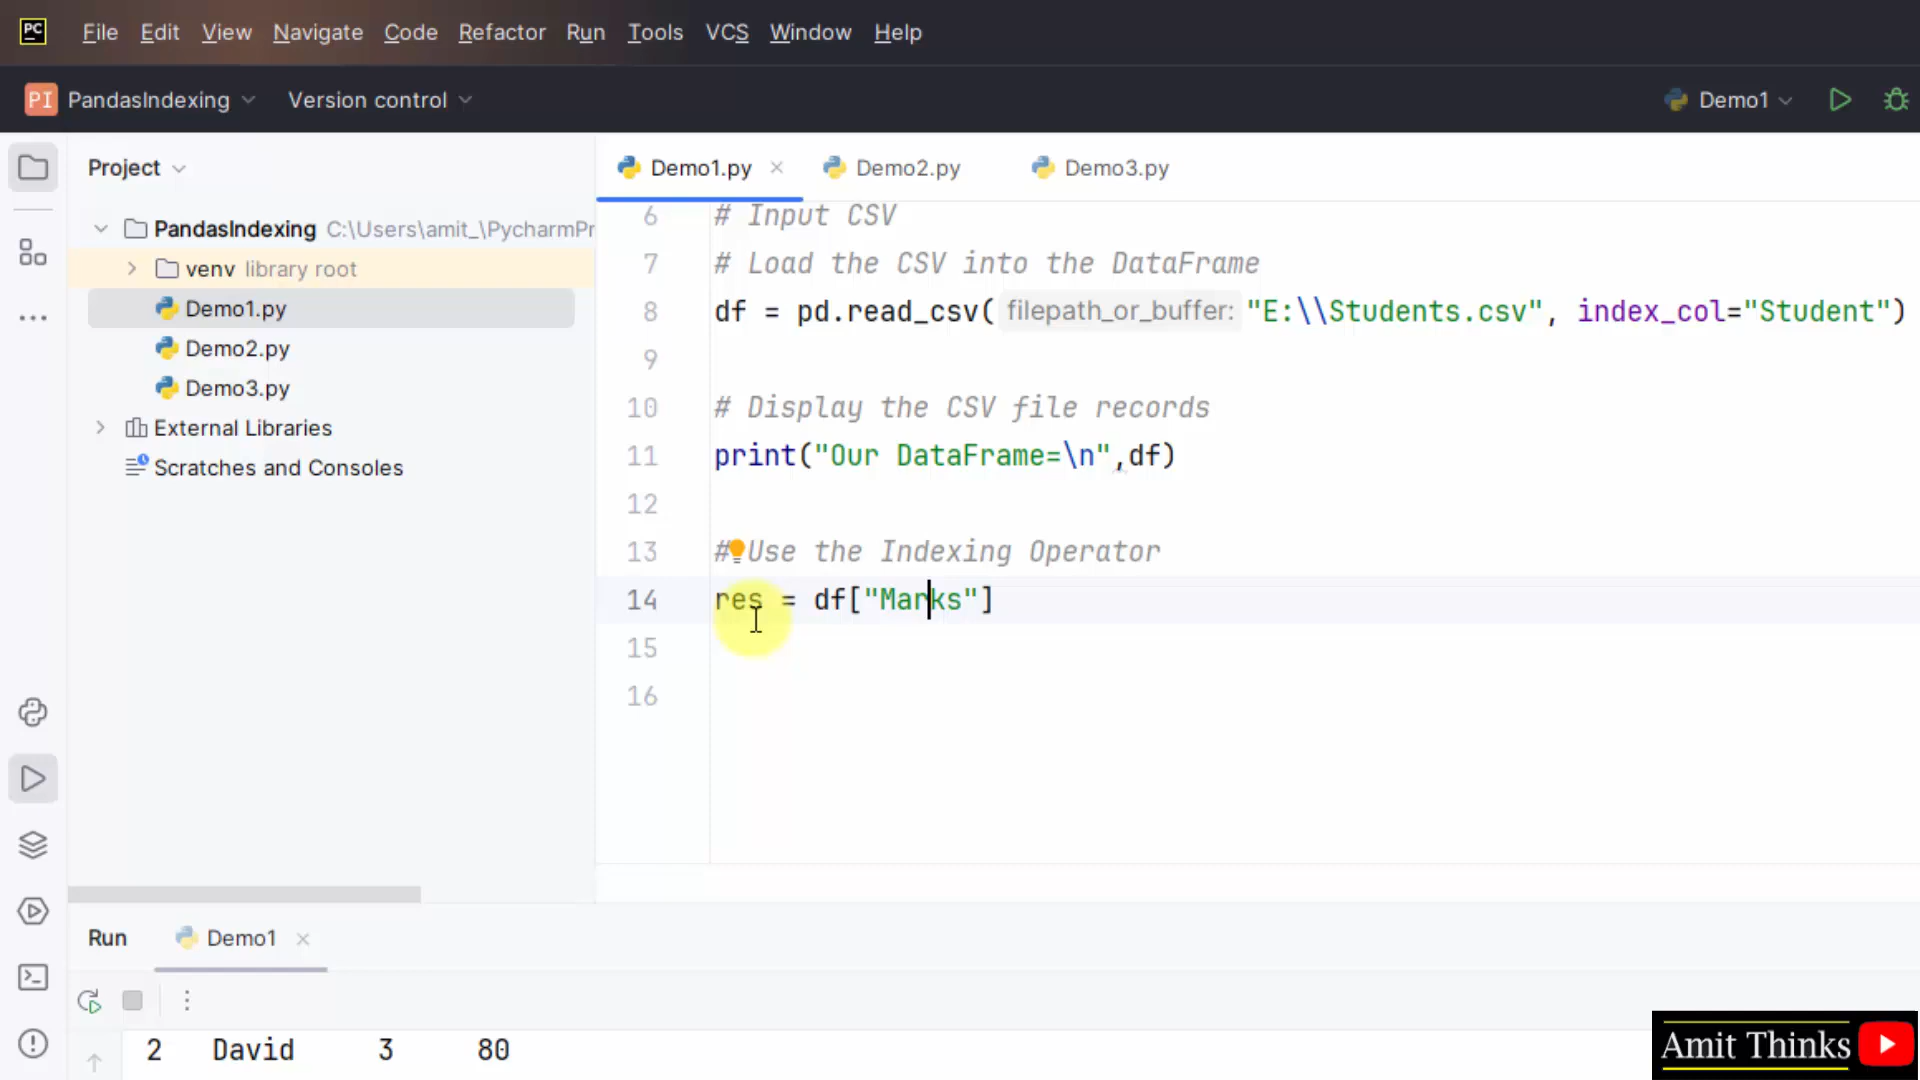 PC File Edit View Navigate Code Refactor Run Tools VCS Window Help
PI PandasIndexing Version control Demo1
Project
Demo1.py Demo2.py Demo3.py
PandasIndexing C:\Users\amit_\PycharmPr
venv library root
Demo1.py
Demo2.py
Demo3.py
External Libraries
Scratches and Consoles
6 # Input CSV
7 # Load the CSV into the DataFrame
8 df = pd.read_csv( filepath_or_buffer: "E:\\Students.csv", index_col="Student")
9
10 # Display the CSV file records
11 print("Our DataFrame=\n",df)
12
13 # Use the Indexing Operator
14 res = df["Marks"]
15
16
Run Demo1
2 David 3 80
Amit Thinks